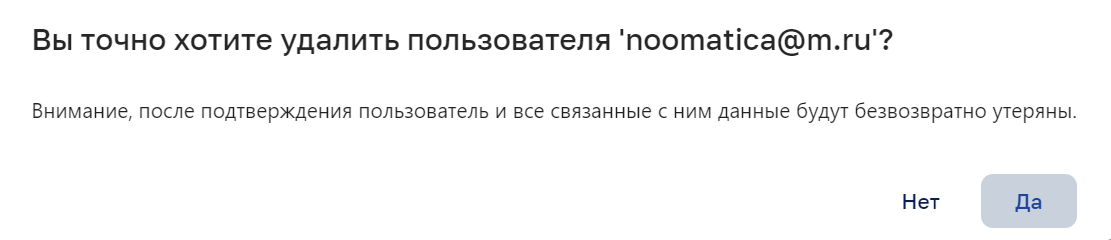 Вы точно хотите удалить пользователя 'noomatica@m.ru'?
Внимание, после подтверждения пользователь и все связанные с ним данные будут безвозвратно утеряны.
Нет Да